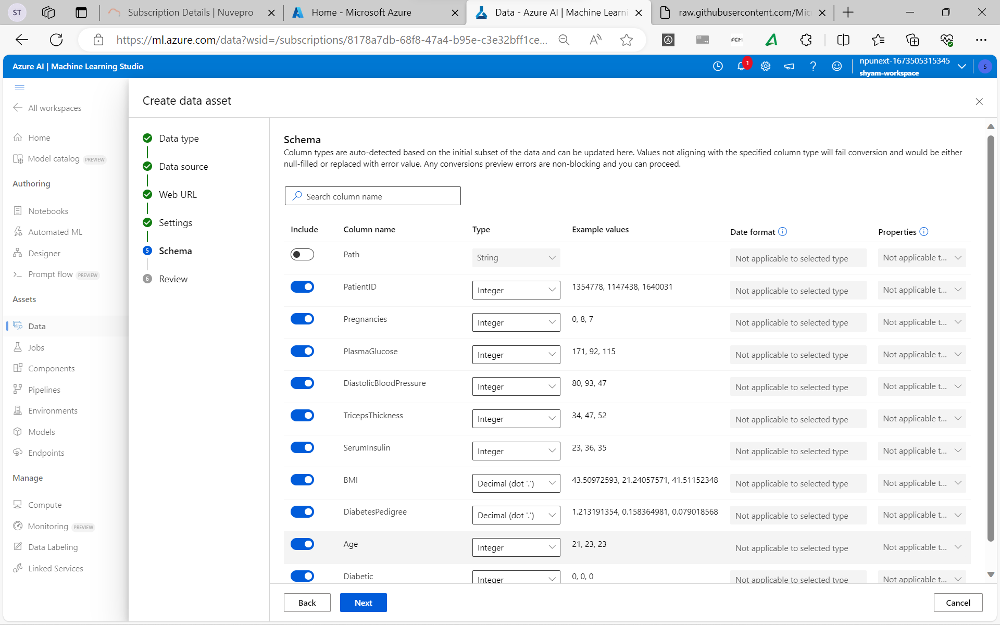 ST
Subscription Details | Nuvepro
Home - Microsoft Azure
Data - Azure AI | Machine Learni
raw.githubusercontent.com/Mic
https://ml.azure.com/data?wsid=/subscriptions/8178a7db-68f8-47a4-b95e-c3e32bff1ce...
FCM
Azure AI | Machine Learning Studio
1
npunext-1673505315345
shyam-workspace
S
All workspaces
Home
Model catalog PREVIEW
Authoring
Notebooks
Automated ML
Designer
Prompt flow PREVIEW
Assets
Data
Jobs
Components
Pipelines
Environments
Models
Endpoints
Manage
Compute
Monitoring PREVIEW
Data Labeling
Linked Services
Create data asset
Data type
Data source
Web URL
Settings
5 Schema
6 Review
Schema
Column types are auto-detected based on the initial subset of the data and can be updated here. Values not aligning with the specified column type will fail conversion and would be either
null-filled or replaced with error value. Any conversions preview errors are non-blocking and you can proceed.
Search column name
Include Column name Type Example values Date format Properties
Path String Not applicable to selected type Not applicable t...
PatientID Integer 1354778, 1147438, 1640031 Not applicable to selected type Not applicable t...
Pregnancies Integer 0, 8, 7 Not applicable to selected type Not applicable t...
PlasmaGlucose Integer 171, 92, 115 Not applicable to selected type Not applicable t...
DiastolicBloodPressure Integer 80, 93, 47 Not applicable to selected type Not applicable t...
TricepsThickness Integer 34, 47, 52 Not applicable to selected type Not applicable t...
SerumInsulin Integer 23, 36, 35 Not applicable to selected type Not applicable t...
BMI Decimal (dot '.') 43.50972593, 21.24057571, 41.51152348 Not applicable to selected type Not applicable t...
DiabetesPedigree Decimal (dot '.') 1.213191354, 0.158364981, 0.079018568 Not applicable to selected type Not applicable t...
Age Integer 21, 23, 23 Not applicable to selected type Not applicable t...
Diabetic Integer 0, 0, 0 Not applicable to selected type Not applicable t...
Back Next Cancel